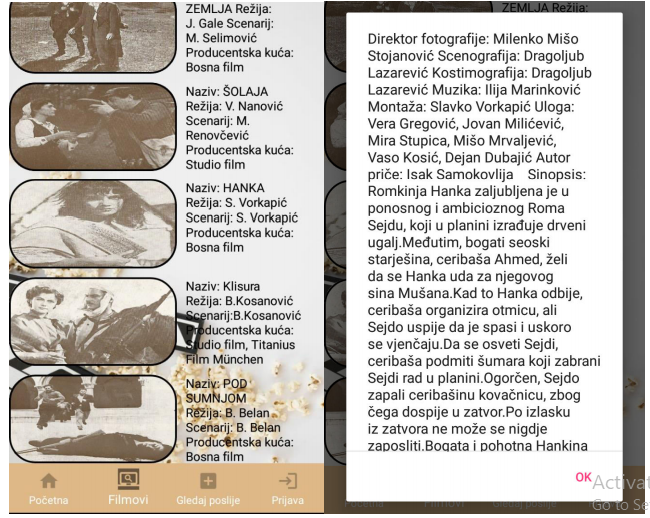 ZEMLJA Režija:
J. Gale Scenarij:
M. Selimović
Producentska kuća:
Bosna film
Naziv: ŠOLAJA
Režija: V. Nanović
Scenarij: M.
Renovčević
Producentska kuća:
Studio film
Naziv: HANKA
Režija: S. Vorkapić
Scenarij: S. Vorkapić
Producentska kuća:
Bosna film
Naziv: Klisura
Režija: B.Kosanović
Scenarij:B.Kosanović
Producentska kuća:
Studio film, Titanius
Film München
Naziv: POD
SUMNJOM
Režija: B. Belan
Scenarij: B. Belan
Producentska kuća:
Bosna film
Početna
Filmovi
Gledaj poslije
Prijava
ZEMLJA Režija:
Direktor fotografije: Milenko Mišo
Stojanović Scenografija: Dragoljub
Lazarević Kostimografija: Dragoljub
Lazarević Muzika: Ilija Marinković
Montaža: Slavko Vorkapić Uloga:
Vera Gregović, Jovan Milićević,
Mira Stupica, Mišo Mrvaljević,
Vaso Kosić, Dejan Dubajić Autor
priče: Isak Samokovlija    Sinopsis:
Romkinja Hanka zaljubljena je u
ponosnog i ambicioznog Roma
Sejdu, koji u planini izrađuje drveni
ugalj.Međutim, bogati seoski
starješina, ceribaša Ahmed, želi
da se Hanka uda za njegovog
sina Mušana.Kad to Hanka odbije,
ceribaša organizira otmicu, ali
Sejdo uspije da je spasi i uskoro
se vjenčaju.Da se osveti Sejdi,
ceribaša podmiti šumara koji zabrani
Sejdi rad u planini.Ogorčen, Sejdo
zapali ceribašinu kovačnicu, zbog
čega dospije u zatvor.Po izlasku
iz zatvora ne može se nigdje
zaposliti.Bogata i pohotna Hankina
OK
Početna
Filmovi
Gledaj poslije
Activat
Go to Se